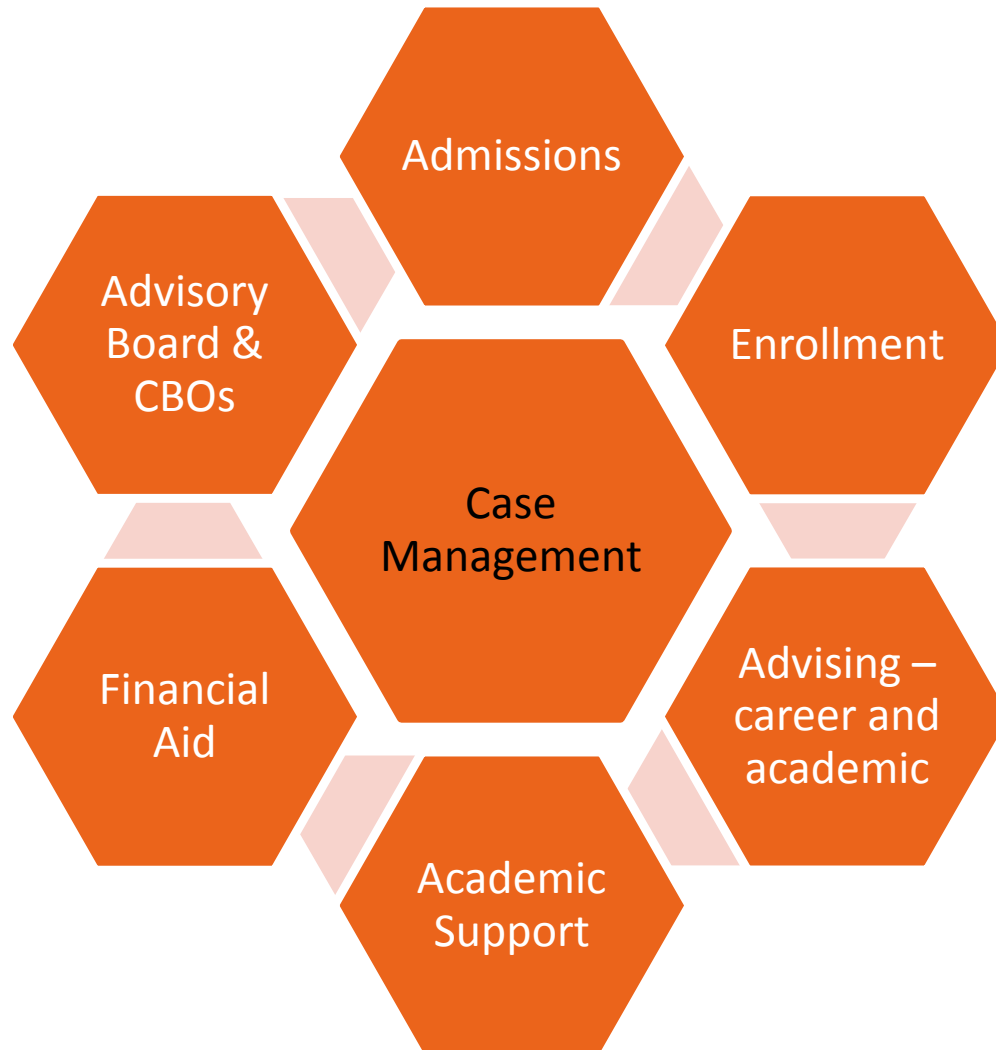 Admissions
Enrollment
Advising –
career and
academic
Academic
Support
Financial
Aid
Advisory
Board &
CBOs
Case
Management